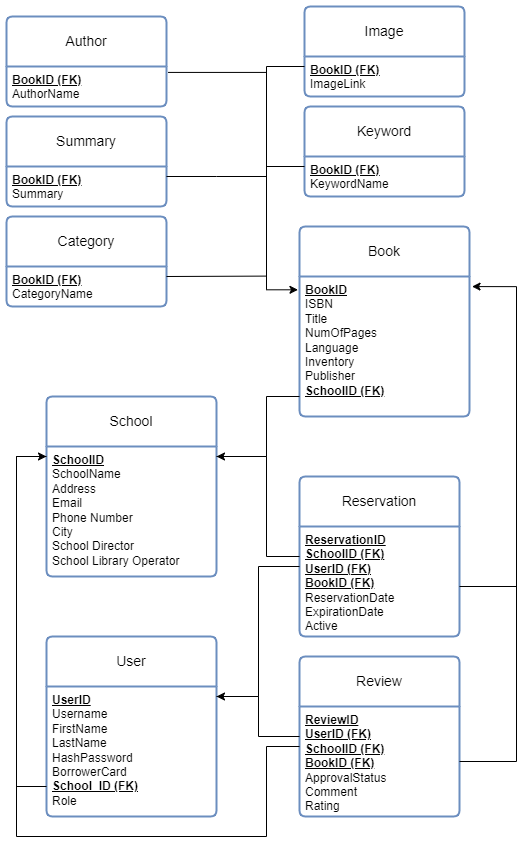 Author
BookID (FK)
AuthorName
Image
BookID (FK)
ImageLink
Summary
BookID (FK)
Summary
Keyword
BookID (FK)
KeywordName
Category
BookID (FK)
CategoryName
Book
BookID
ISBN
Title
NumOfPages
Language
Inventory
Publisher
SchoolID (FK)
School
SchoolID
SchoolName
Address
Email
Phone Number
City
School Director
School Library Operator
Reservation
ReservationID
SchoolID (FK)
UserID (FK)
BookID (FK)
ReservationDate
ExpirationDate
Active
User
UserID
Username
FirstName
LastName
HashPassword
BorrowerCard
School_ID (FK)
Role
Review
ReviewID
UserID (FK)
SchoolID (FK)
BookID (FK)
ApprovalStatus
Comment
Rating